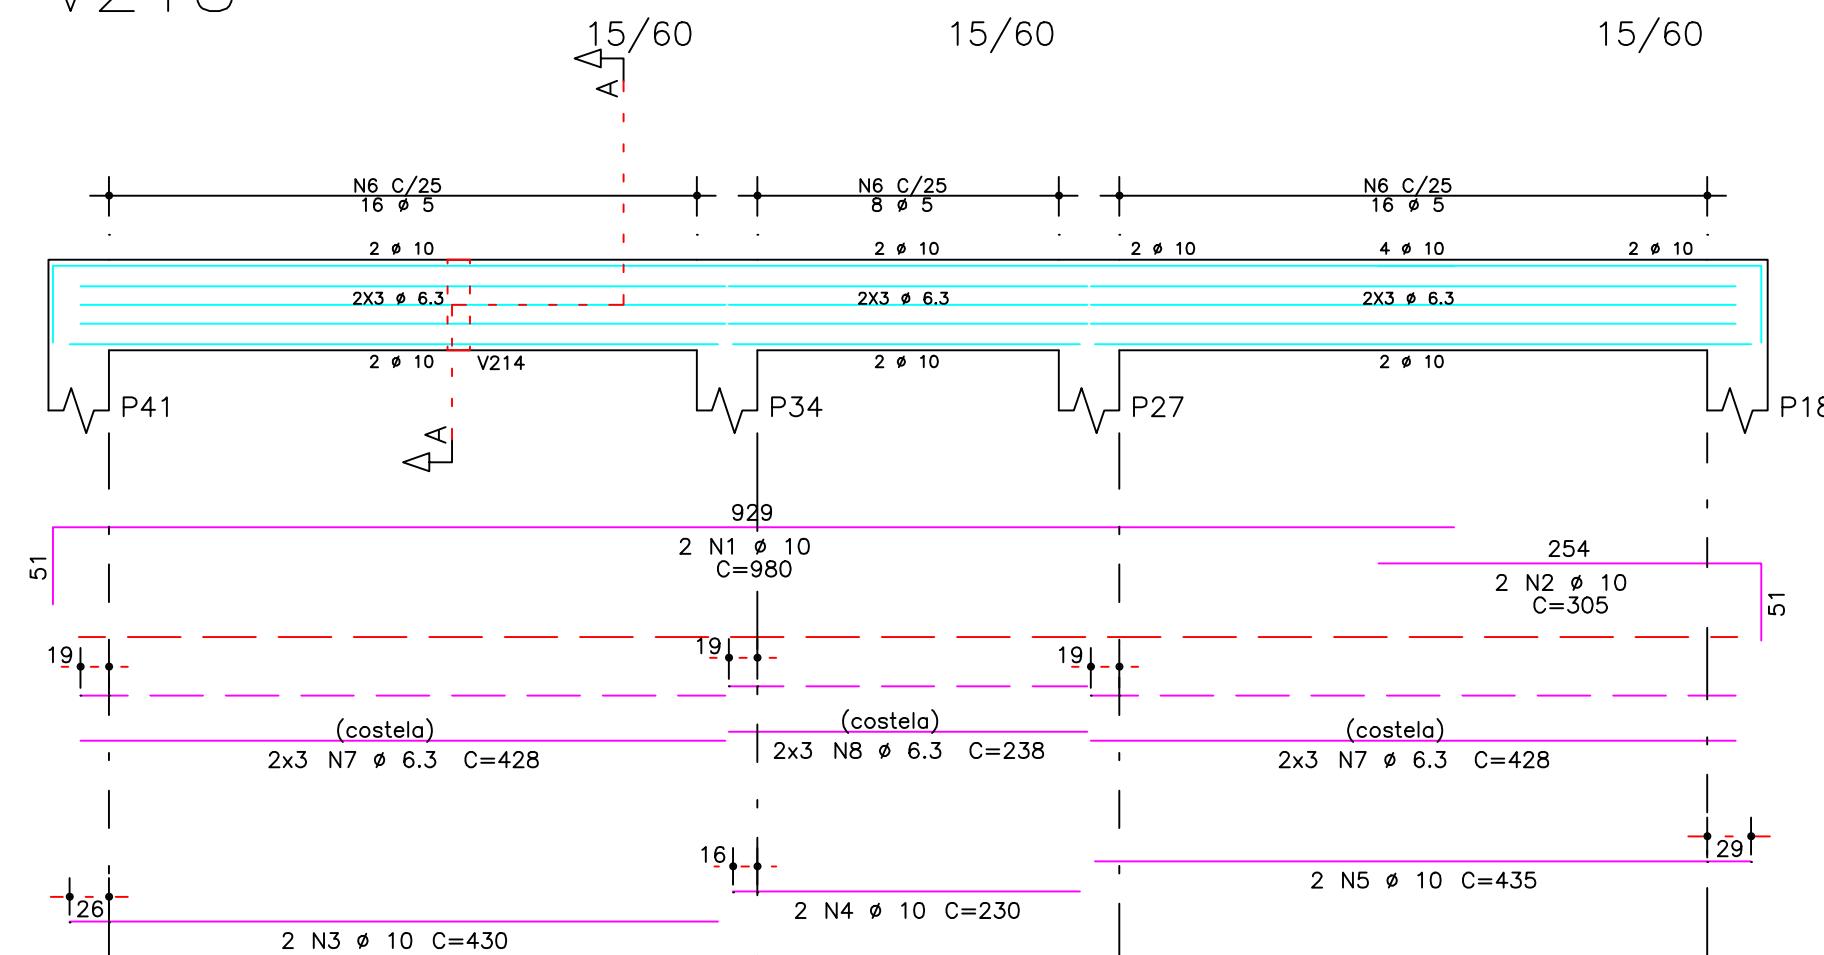 15/60 15/60 15/60
A
N6 C/25 N6 C/25 N6 C/25
16 ø 5 8 ø 5 16 ø 5
2 ø 10 2 ø 10 2 ø 10 4 ø 10 2 ø 10
2X3 ø 6.3 2X3 ø 6.3 2X3 ø 6.3
2 ø 10 V214 2 ø 10 2 ø 10
P41 P34 P27 P18
A
929
2 N1 ø 10
C=980
51
254
2 N2 ø 10
C=305
51
19 19 19
(costela) (costela) (costela)
2x3 N7 ø 6.3 C=428 2x3 N8 ø 6.3 C=238 2x3 N7 ø 6.3 C=428
16 29
2 N5 ø 10 C=435
26 2 N4 ø 10 C=230
2 N3 ø 10 C=430